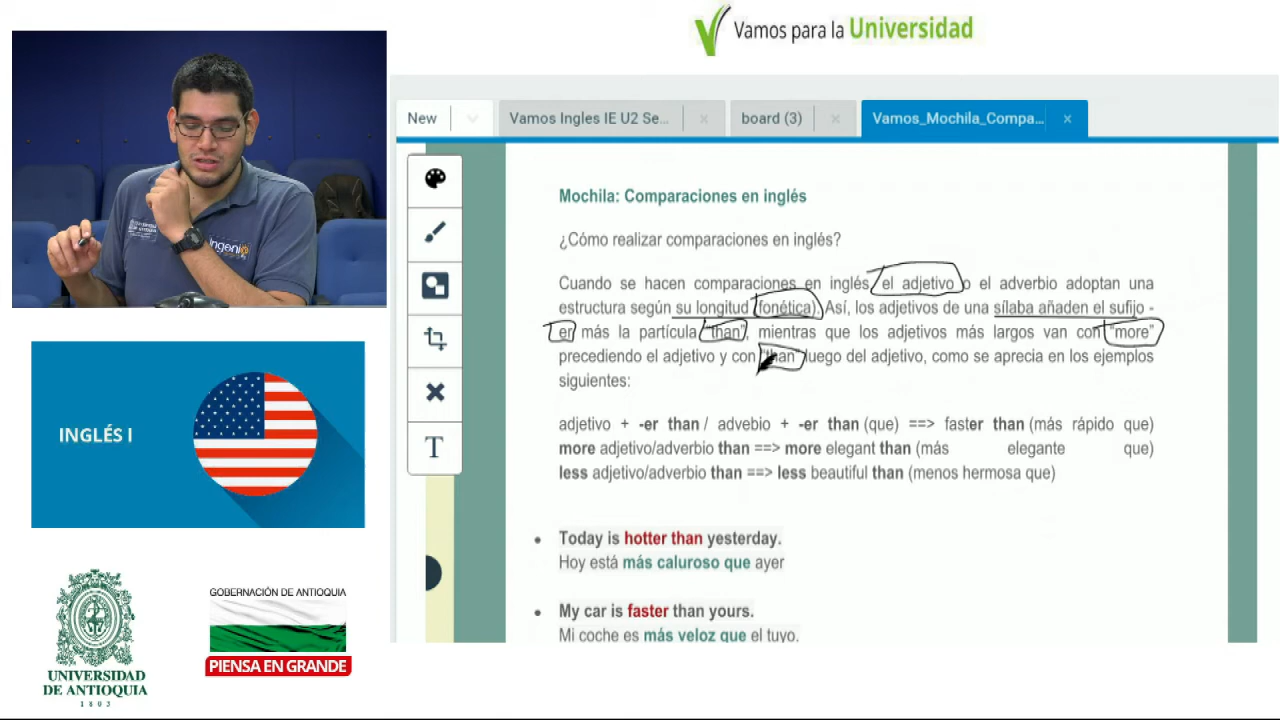 Vamos para la Universidad
New
Vamos Ingles IE U2 Se...
board (3)
Vamos_Mochila_Compa...
Mochila: Comparaciones en inglés
¿Cómo realizar comparaciones en inglés?
Cuando se hacen comparaciones en inglés, el adjetivo o el adverbio adoptan una
estructura según su longitud (fonética). Así, los adjetivos de una sílaba añaden el sufijo -
er más la partícula "than", mientras que los adjetivos más largos van con "more"
precediendo el adjetivo y con "than" luego del adjetivo, como se aprecia en los ejemplos
siguientes:
adjetivo + -er than / advebio + -er than (que) ==> faster than (más rápido que)
more adjetivo/adverbio than ==> more elegant than (más elegante que)
less adjetivo/adverbio than ==> less beautiful than (menos hermosa que)
• Today is hotter than yesterday.
Hoy está más caluroso que ayer
• My car is faster than yours.
Mi coche es más veloz que el tuyo.
T
ingeni@
INGLÉS I
UNIVERSIDAD
DE ANTIOQUIA
1803
GOBERNACIÓN DE ANTIOQUIA
PIENSA EN GRANDE